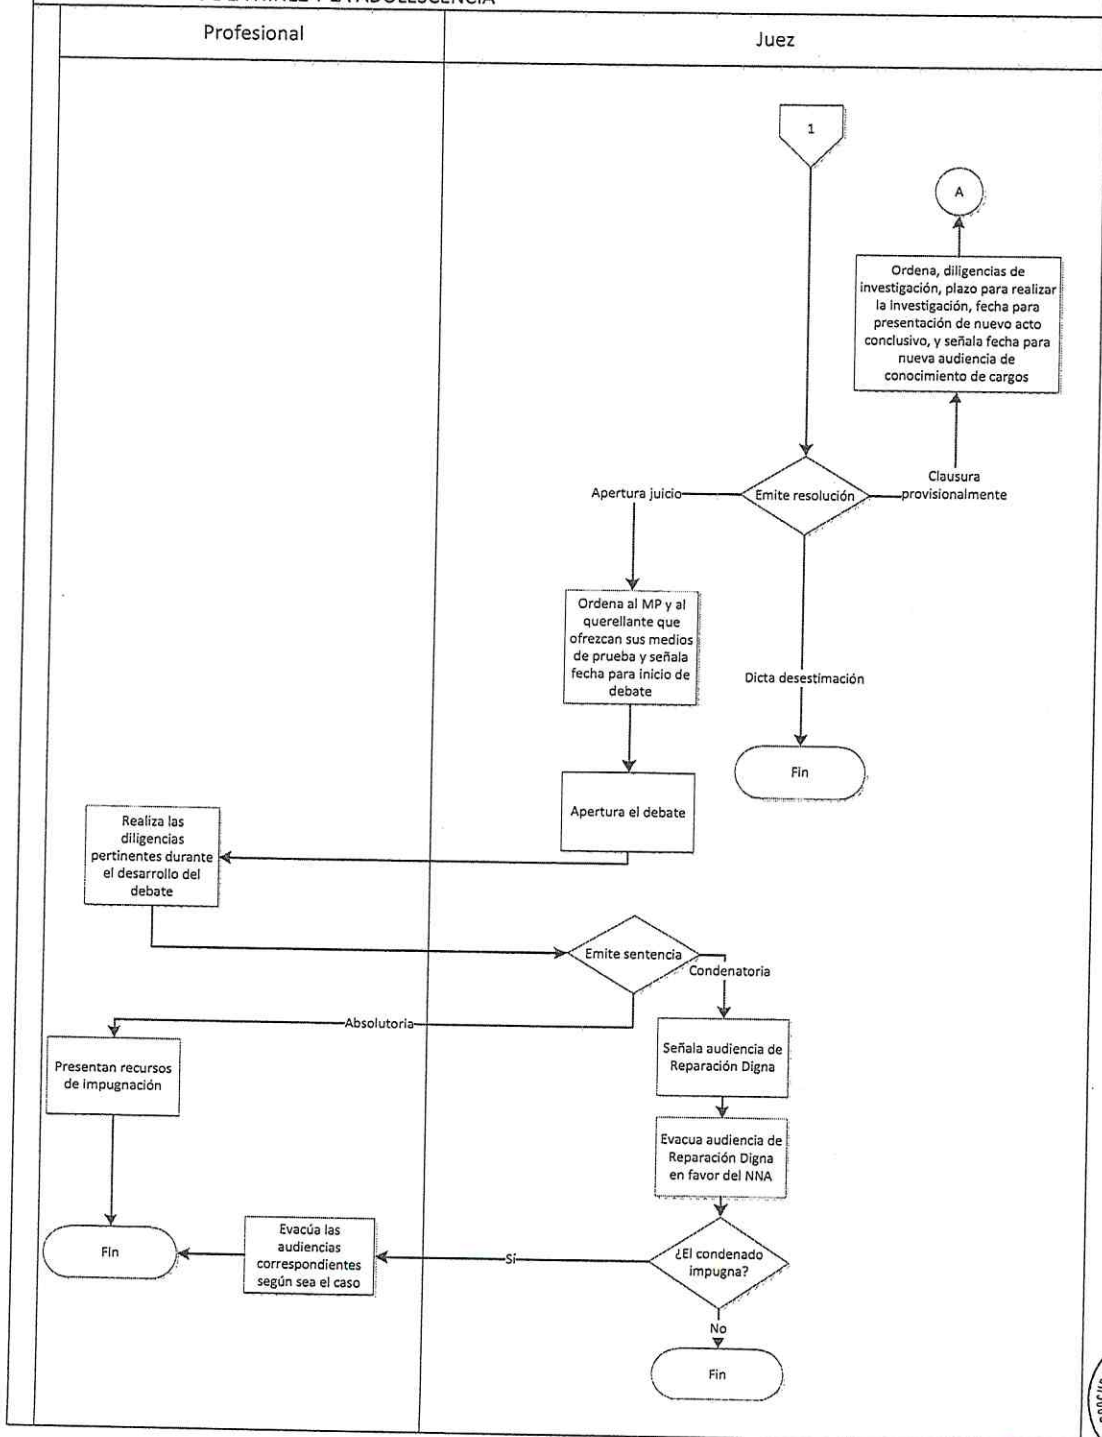 Profesional
Juez
1
A
Ordena, diligencias de
investigación, plazo para realizar
la investigación, fecha para
presentación de nuevo acto
conclusivo, y señala fecha para
nueva audiencia de
conocimiento de cargos
Clausura
provisionalmente
Emite resolución
Apertura juicio
Ordena al MP y al
querellante que
ofrezcan sus medios
de prueba y señala
fecha para inicio de
debate
Dicta desestimación
Fin
Apertura el debate
Realiza las
diligencias
pertinentes durante
el desarrollo del
debate
Emite sentencia
Condenatoria
Absolutoria
Señala audiencia de
Reparación Digna
Presentan recursos
de impugnación
Evacua audiencia de
Reparación Digna
en favor del NNA
¿El condenado
impugna?
Si
Evacúa las
audiencias
correspondientes
según sea el caso
Fin
No
Fin